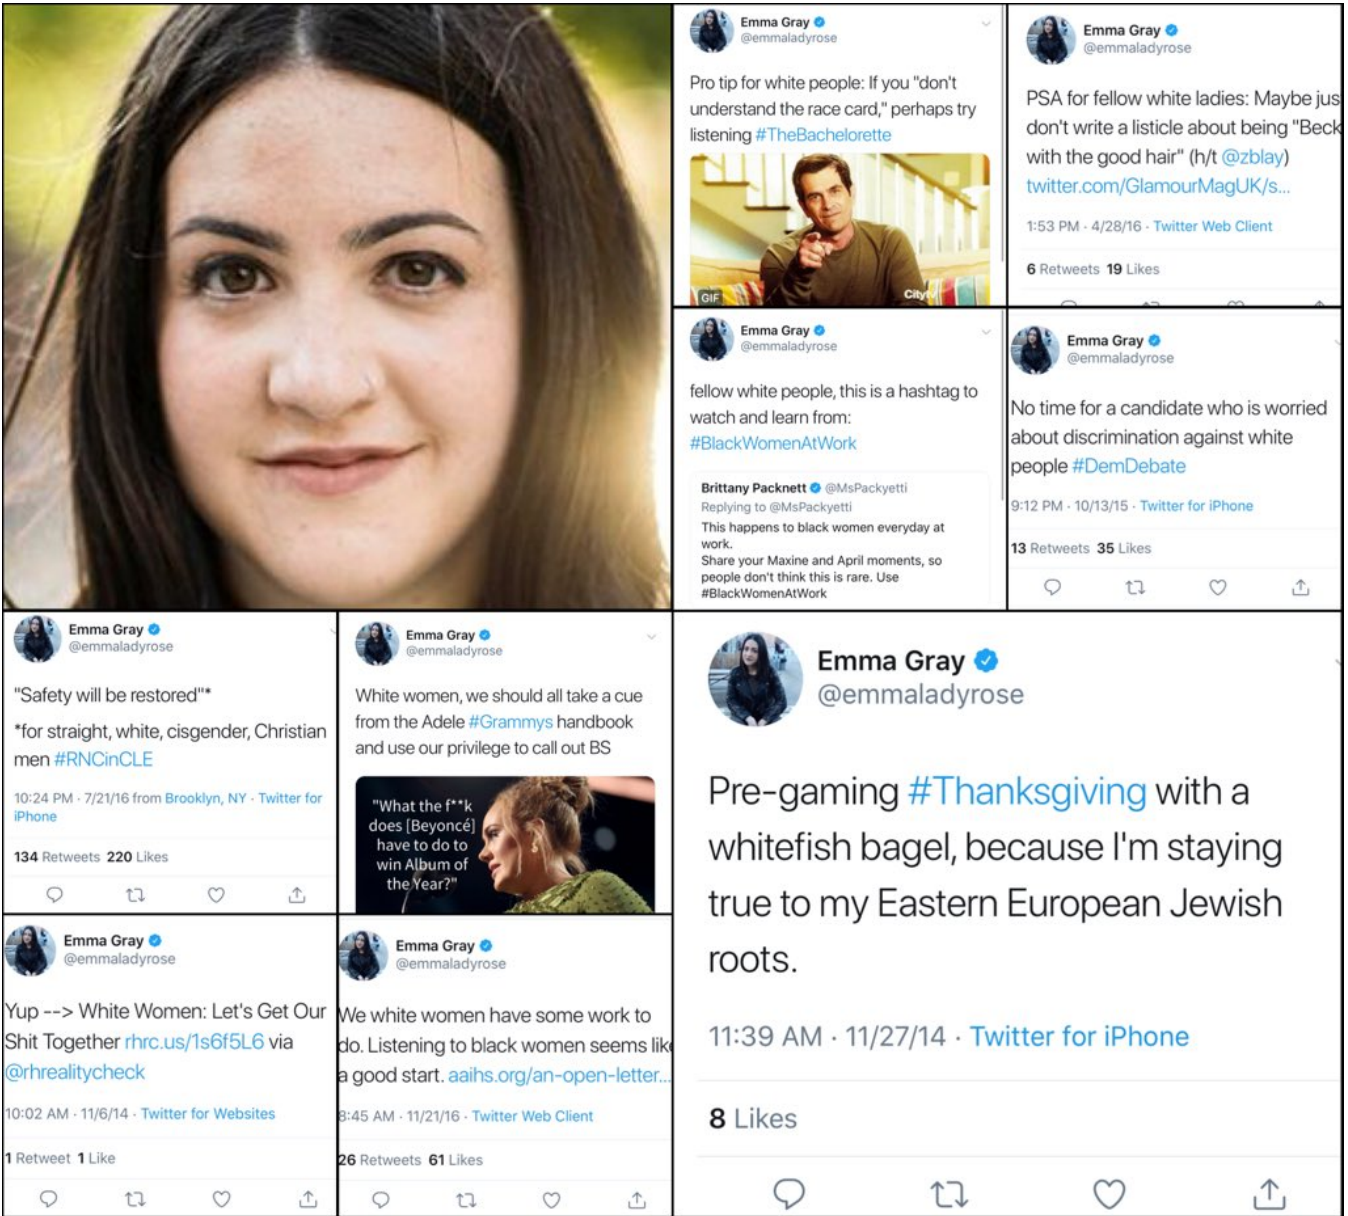 Emma Gray
@emmaladyrose
Pro tip for white people: If you "don't
understand the race card," perhaps try
listening #TheBachelorette
GIF
Citytv
Emma Gray
@emmaladyrose
PSA for fellow white ladies: Maybe jus
don't write a listicle about being "Beck
with the good hair" (h/t @zblay)
twitter.com/GlamourMagUK/s...
1:53 PM · 4/28/16 · Twitter Web Client
6 Retweets 19 Likes
Emma Gray
@emmaladyrose
fellow white people, this is a hashtag to
watch and learn from:
#BlackWomenAtWork
Brittany Packnett @MsPackyetti
Replying to @MsPackyetti
This happens to black women everyday at
work.
Share your Maxine and April moments, so
people don't think this is rare. Use
#BlackWomenAtWork
Emma Gray
@emmaladyrose
No time for a candidate who is worried
about discrimination against white
people #DemDebate
9:12 PM · 10/13/15 · Twitter for iPhone
13 Retweets 35 Likes
Emma Gray
@emmaladyrose
"Safety will be restored"*
*for straight, white, cisgender, Christian
men #RNCinCLE
10:24 PM · 7/21/16 from Brooklyn, NY · Twitter for
iPhone
134 Retweets 220 Likes
Emma Gray
@emmaladyrose
White women, we should all take a cue
from the Adele #Grammys handbook
and use our privilege to call out BS
"What the f**k
does [Beyoncé]
have to do to
win Album of
the Year?"
Emma Gray
@emmaladyrose
Pre-gaming #Thanksgiving with a
whitefish bagel, because I'm staying
true to my Eastern European Jewish
roots.
11:39 AM · 11/27/14 · Twitter for iPhone
8 Likes
Emma Gray
@emmaladyrose
Yup --> White Women: Let's Get Our
Shit Together rhrc.us/1s6f5L6 via
@rhrealitycheck
10:02 AM · 11/6/14 · Twitter for Websites
1 Retweet 1 Like
Emma Gray
@emmaladyrose
We white women have some work to
do. Listening to black women seems like
a good start. aaihs.org/an-open-letter...
8:45 AM · 11/21/16 · Twitter Web Client
26 Retweets 61 Likes